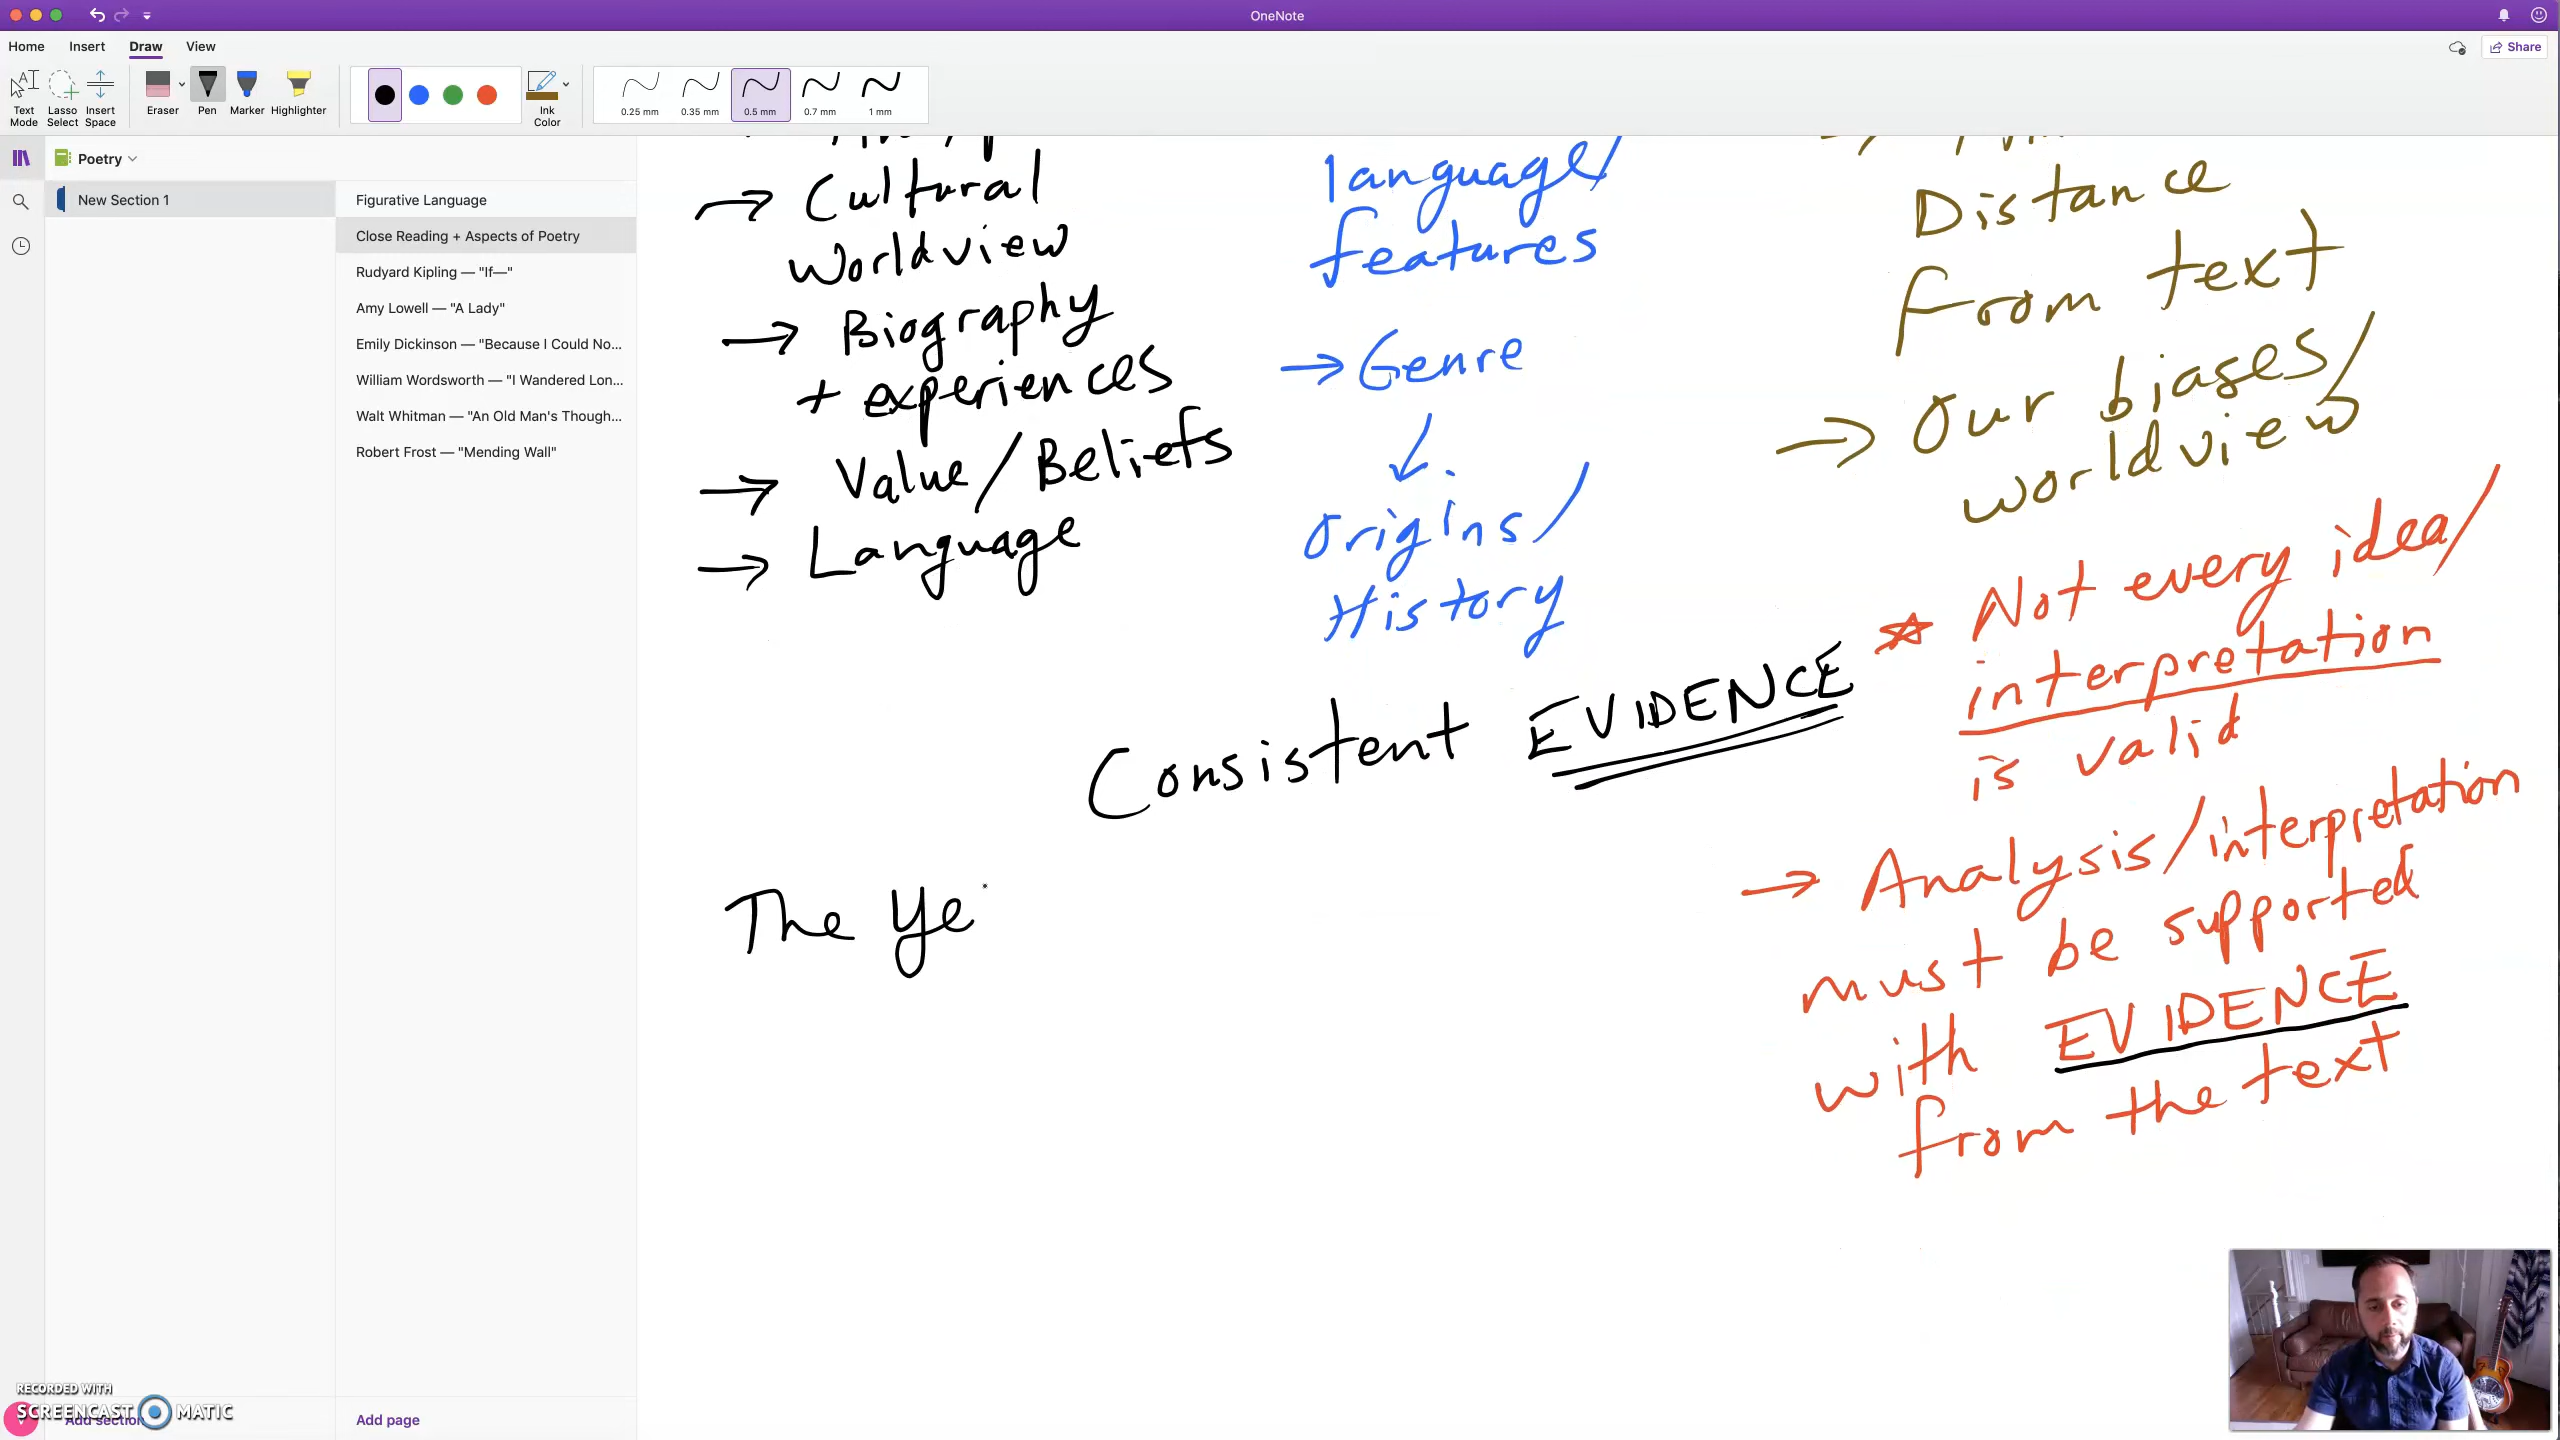 OneNote
Home Insert Draw View
Share
Text Mode
Lasso Select
Insert Space
Eraser
Pen
Marker
Highlighter
Ink Color
0.25 mm
0.35 mm
0.5 mm
0.7 mm
1 mm
Poetry
New Section 1
Figurative Language
Close Reading + Aspects of Poetry
Rudyard Kipling — "If—"
Amy Lowell — "A Lady"
Emily Dickinson — "Because I Could No...
William Wordsworth — "I Wandered Lon...
Walt Whitman — "An Old Man's Though...
Robert Frost — "Mending Wall"
→ Cultural
Worldview
→ Biography
+ experiences
→ Value/Beliefs
→ Language
language/
features
→ Genre
↓
Origins/
History
Distance
from text
→ Our biases/
worldview
Not every idea/
interpretation
is valid
→ Analysis/interpretation
must be supported
with EVIDENCE
from the text
Consistent EVIDENCE
The Ye
RECORDED WITH
SCREENCAST MATIC
Add section
Add page